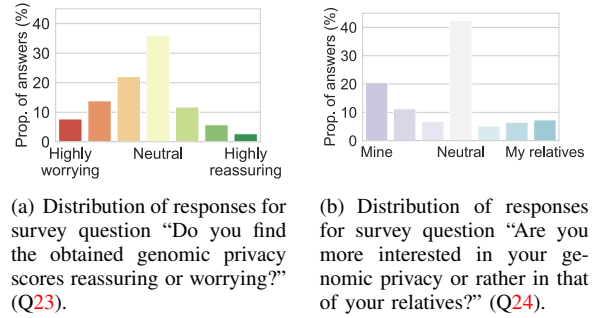 Prop. of answers (%)
40
30
20
10
0
Highly worrying
Neutral
Highly reassuring
(a) Distribution of responses for
survey question “Do you find
the obtained genomic privacy
scores reassuring or worrying?”
(Q23).
Prop. of answers (%)
40
30
20
10
0
Mine
Neutral
My relatives
(b) Distribution of responses
for survey question “Are you
more interested in your ge-
nomic privacy or rather in that
of your relatives?” (Q24).